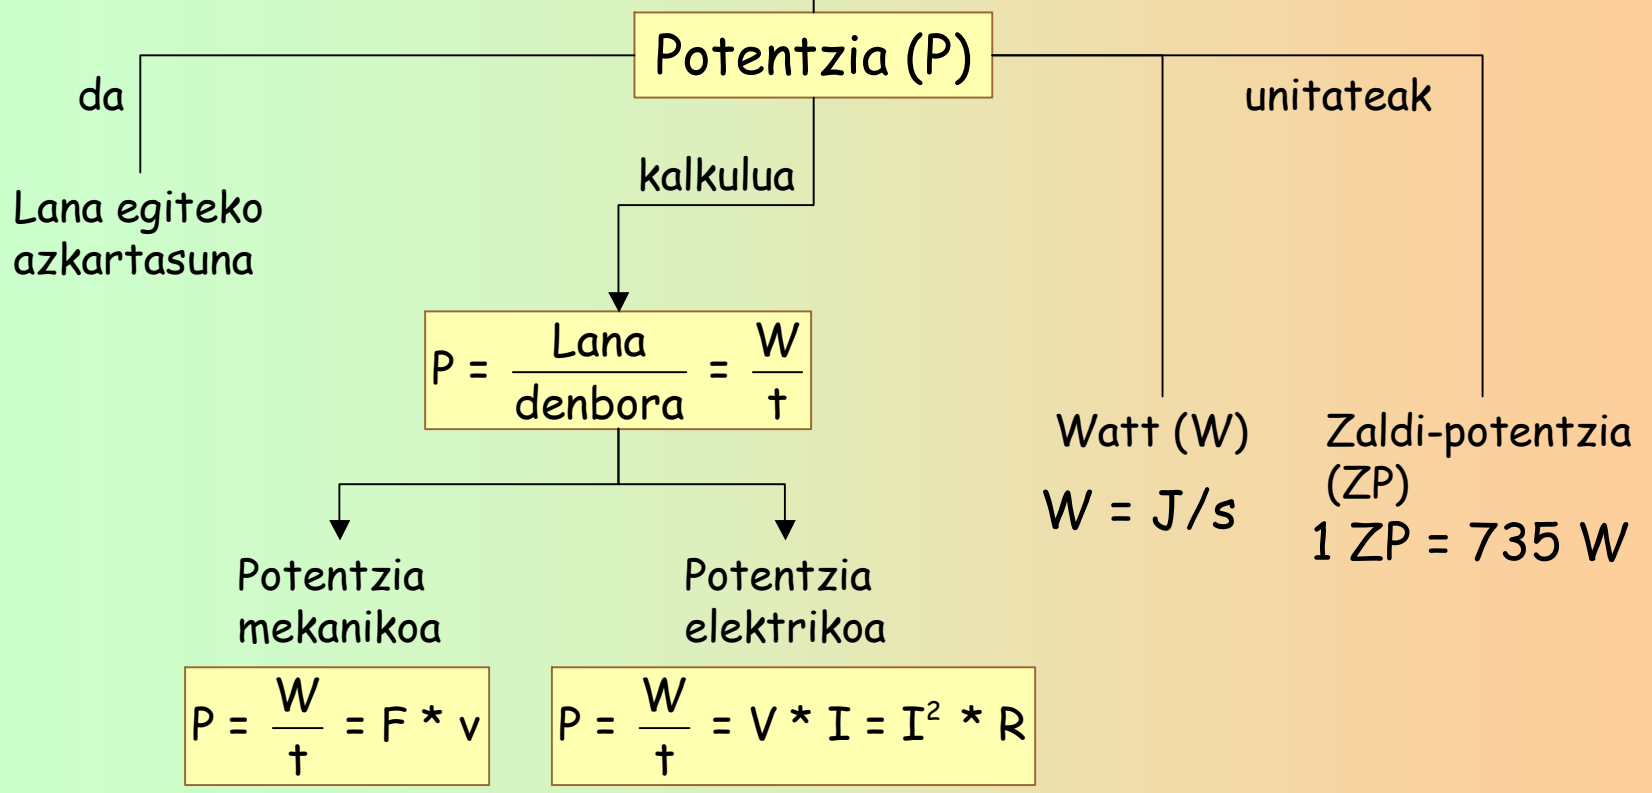 Potentzia (P)
da
unitateak
kalkulua
Lana egiteko
azkartasuna
P = Lana / denbora = W / t
Watt (W)
W = J/s
Zaldi-potentzia
(ZP)
1 ZP = 735 W
Potentzia
mekanikoa
P = W / t = F * v
Potentzia
elektrikoa
P = W / t = V * I = I² * R